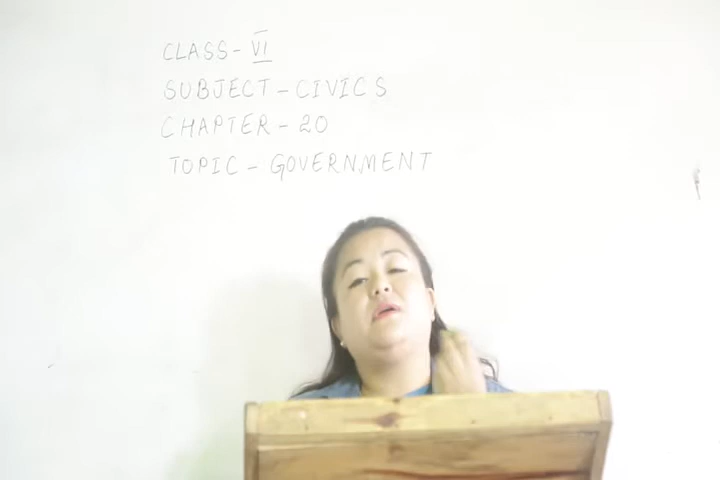 CLASS - VI
SUBJECT - CIVICS
CHAPTER - 20
TOPIC - GOVERNMENT